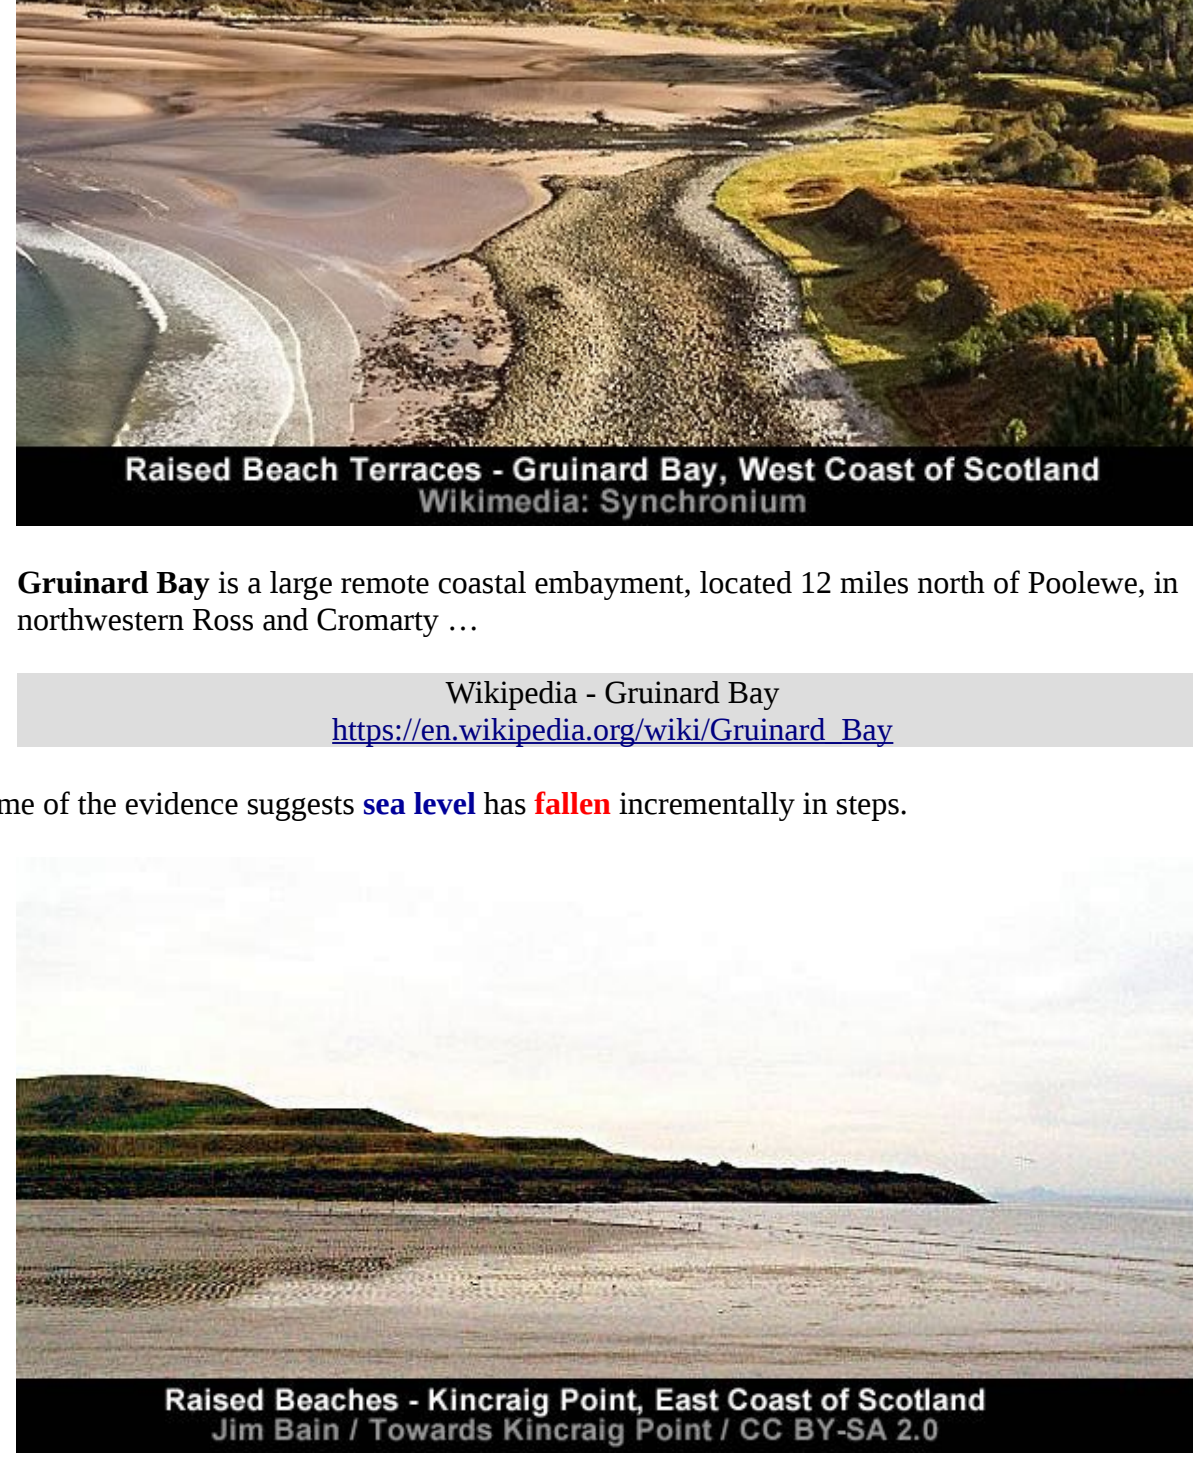 Raised Beach Terraces - Gruinard Bay, West Coast of Scotland
Wikimedia: Synchronium
Gruinard Bay is a large remote coastal embayment, located 12 miles north of Poolewe, in
northwestern Ross and Cromarty …
Wikipedia - Gruinard Bay
https://en.wikipedia.org/wiki/Gruinard_Bay
me of the evidence suggests sea level has fallen incrementally in steps.
Raised Beaches - Kincraig Point, East Coast of Scotland
Jim Bain / Towards Kincraig Point / CC BY-SA 2.0